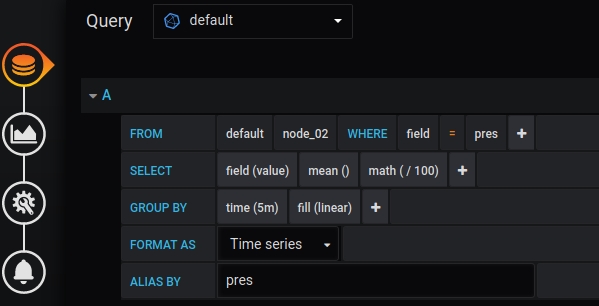 Query default
A
FROM default node_02 WHERE field = pres +
SELECT field (value) mean () math ( / 100) +
GROUP BY time (5m) fill (linear) +
FORMAT AS Time series
ALIAS BY pres